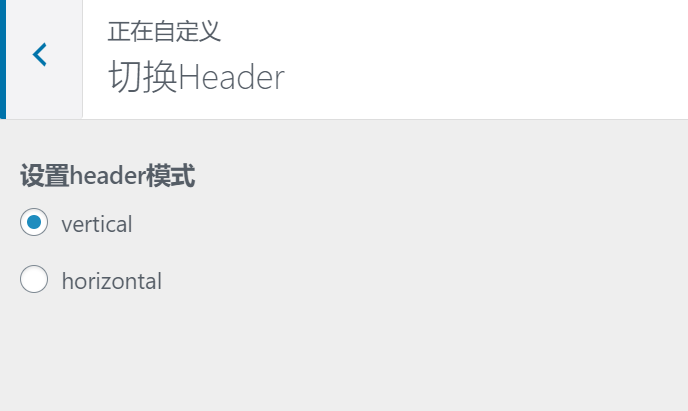 正在自定义
切换Header
设置header模式
vertical
horizontal